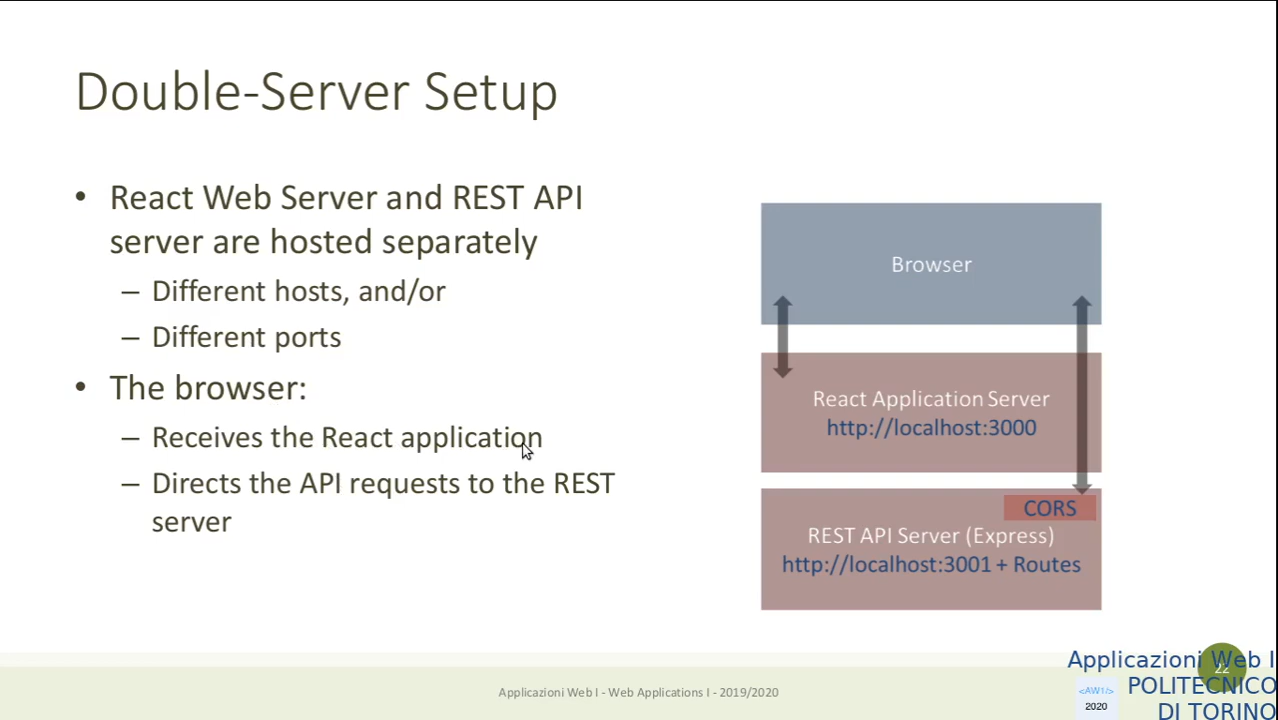 Double-Server Setup
• React Web Server and REST API
server are hosted separately
– Different hosts, and/or
– Different ports
• The browser:
– Receives the React application
– Directs the API requests to the REST
server
Browser
React Application Server
http://localhost:3000
CORS
REST API Server (Express)
http://localhost:3001 + Routes
Applicazioni Web I - Web Applications I - 2019/2020
22
Applicazioni Web I
POLITECNICO
DI TORINO
<AW1/>
2020